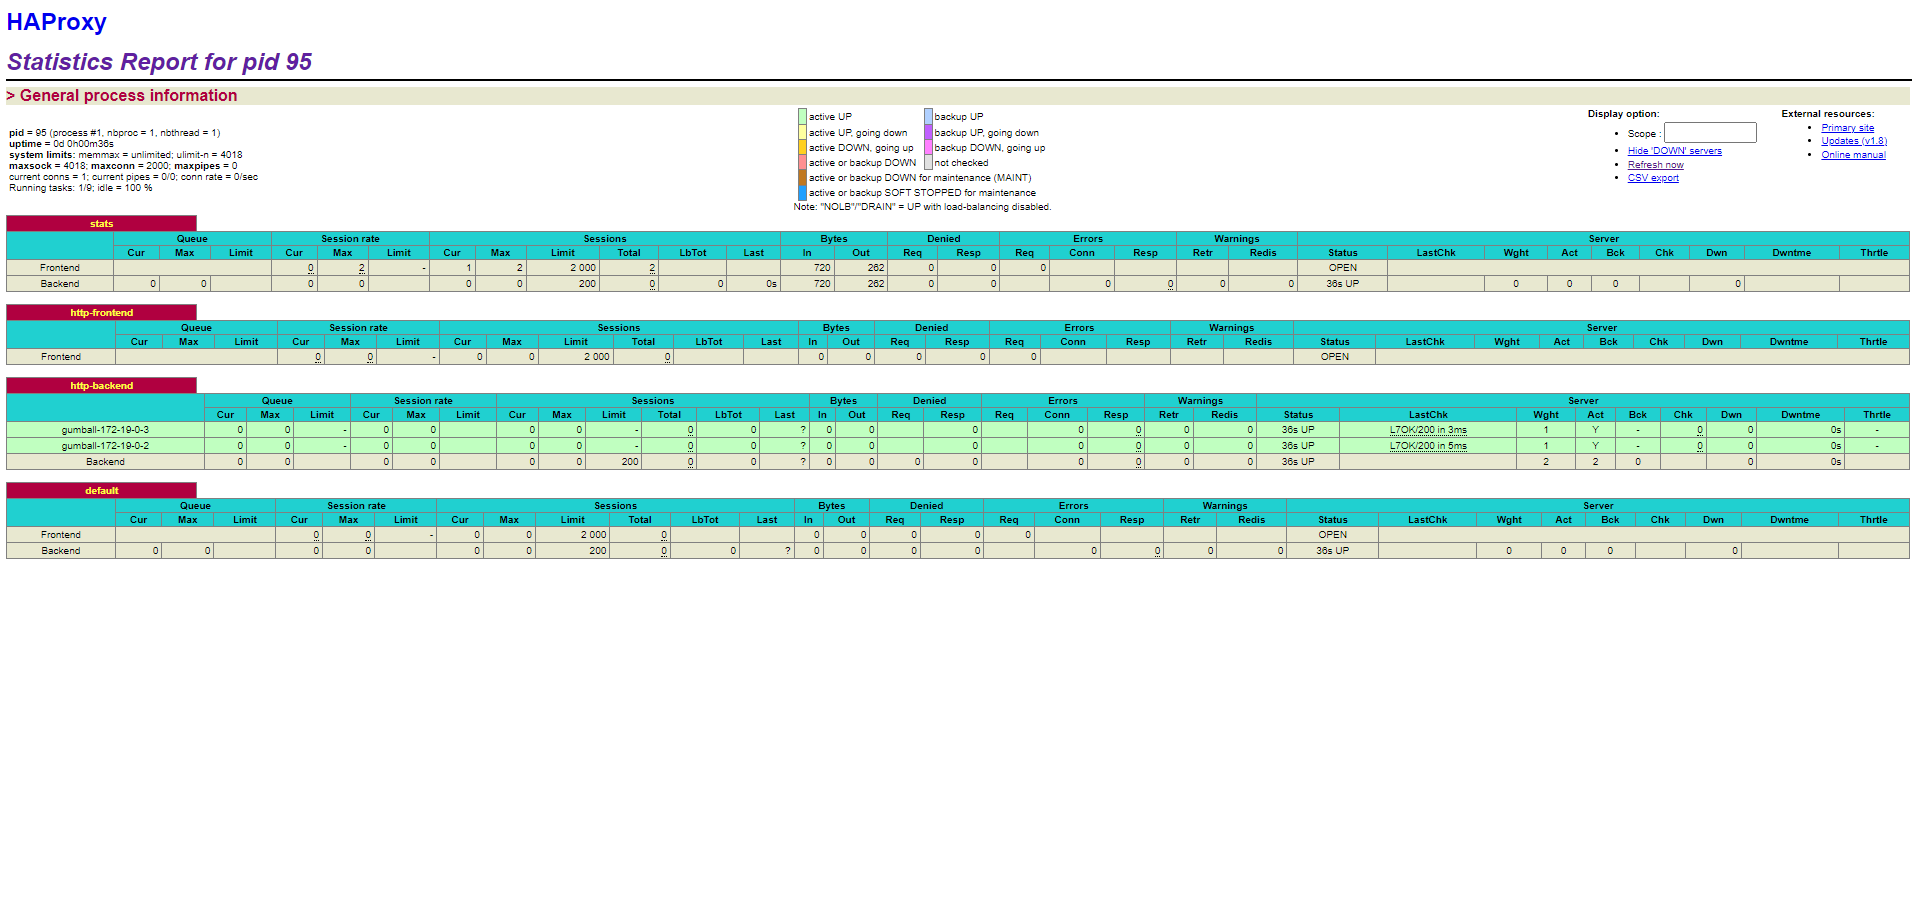 HAProxy
Statistics Report for pid 95
> General process information
pid = 95 (process #1, nbproc = 1, nbthread = 1)
uptime = 0d 0h00m36s
system limits: memmax = unlimited; ulimit-n = 4018
maxsock = 4018; maxconn = 2000; maxpipes = 0
current conns = 1; current pipes = 0/0; conn rate = 0/sec
Running tasks: 1/9; idle = 100 %
active UP backup UP
active UP, going down backup UP, going down
active DOWN, going up backup DOWN, going up
active or backup DOWN not checked
active or backup DOWN for maintenance (MAINT)
active or backup SOFT STOPPED for maintenance
Note: "NOLB"/"DRAIN" = UP with load-balancing disabled.
Display option:
• Scope :
• Hide 'DOWN' servers
• Refresh now
• CSV export
External resources:
• Primary site
• Updates (v1.8)
• Online manual
stats
Queue Session rate Sessions Bytes Denied Errors Warnings Server
Cur Max Limit Cur Max Limit Cur Max Limit Total LbTot Last In Out Req Resp Req Conn Resp Retr Redis Status LastChk Wght Act Bck Chk Dwn Dwntme Thrtle
Frontend 0 2 - 1 2 2 000 2 720 262 0 0 0 OPEN
Backend 0 0 0 0 0 0 200 0 0 0s 720 262 0 0 0 0 0 0 36s UP 0 0 0 0
http-frontend
Queue Session rate Sessions Bytes Denied Errors Warnings Server
Cur Max Limit Cur Max Limit Cur Max Limit Total LbTot Last In Out Req Resp Req Conn Resp Retr Redis Status LastChk Wght Act Bck Chk Dwn Dwntme Thrtle
Frontend 0 0 - 0 0 2 000 0 0 0 0 0 0 OPEN
http-backend
Queue Session rate Sessions Bytes Denied Errors Warnings Server
Cur Max Limit Cur Max Limit Cur Max Limit Total LbTot Last In Out Req Resp Req Conn Resp Retr Redis Status LastChk Wght Act Bck Chk Dwn Dwntme Thrtle
gumball-172-19-0-3 0 0 - 0 0 0 0 - 0 0 ? 0 0 0 0 0 0 0 36s UP L7OK/200 in 3ms 1 Y - 0 0 0s -
gumball-172-19-0-2 0 0 - 0 0 0 0 - 0 0 ? 0 0 0 0 0 0 0 36s UP L7OK/200 in 5ms 1 Y - 0 0 0s -
Backend 0 0 0 0 0 0 200 0 0 ? 0 0 0 0 0 0 0 0 36s UP 2 2 0 0 0s
default
Queue Session rate Sessions Bytes Denied Errors Warnings Server
Cur Max Limit Cur Max Limit Cur Max Limit Total LbTot Last In Out Req Resp Req Conn Resp Retr Redis Status LastChk Wght Act Bck Chk Dwn Dwntme Thrtle
Frontend 0 0 - 0 0 2 000 0 0 0 0 0 0 OPEN
Backend 0 0 0 0 0 0 200 0 0 ? 0 0 0 0 0 0 0 0 36s UP 0 0 0 0